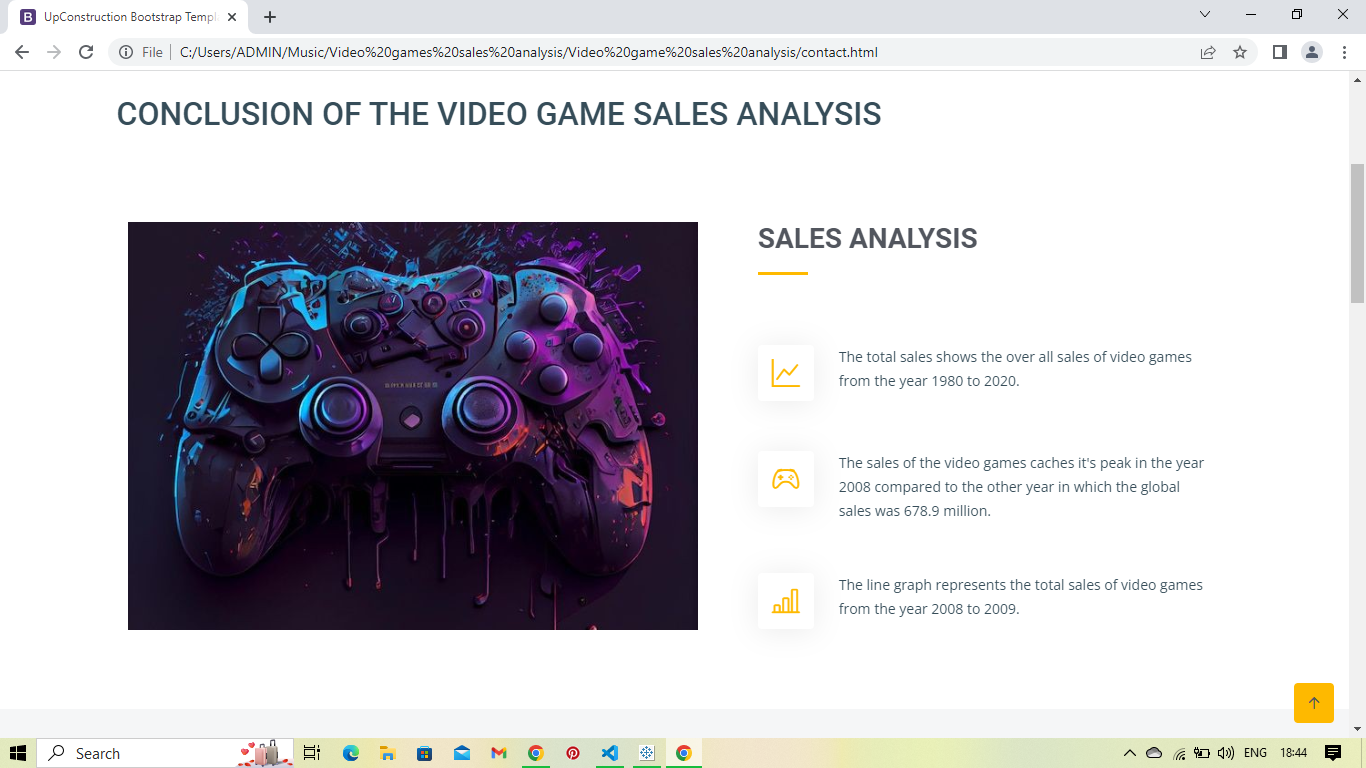 UpConstruction Bootstrap Templ
File
C:/Users/ADMIN/Music/Video%20games%20sales%20analysis/Video%20game%20sales%20analysis/contact.html
CONCLUSION OF THE VIDEO GAME SALES ANALYSIS
SALES ANALYSIS
The total sales shows the over all sales of video games
from the year 1980 to 2020.
The sales of the video games caches it's peak in the year
2008 compared to the other year in which the global
sales was 678.9 million.
The line graph represents the total sales of video games
from the year 2008 to 2009.
Search
ENG
18:44